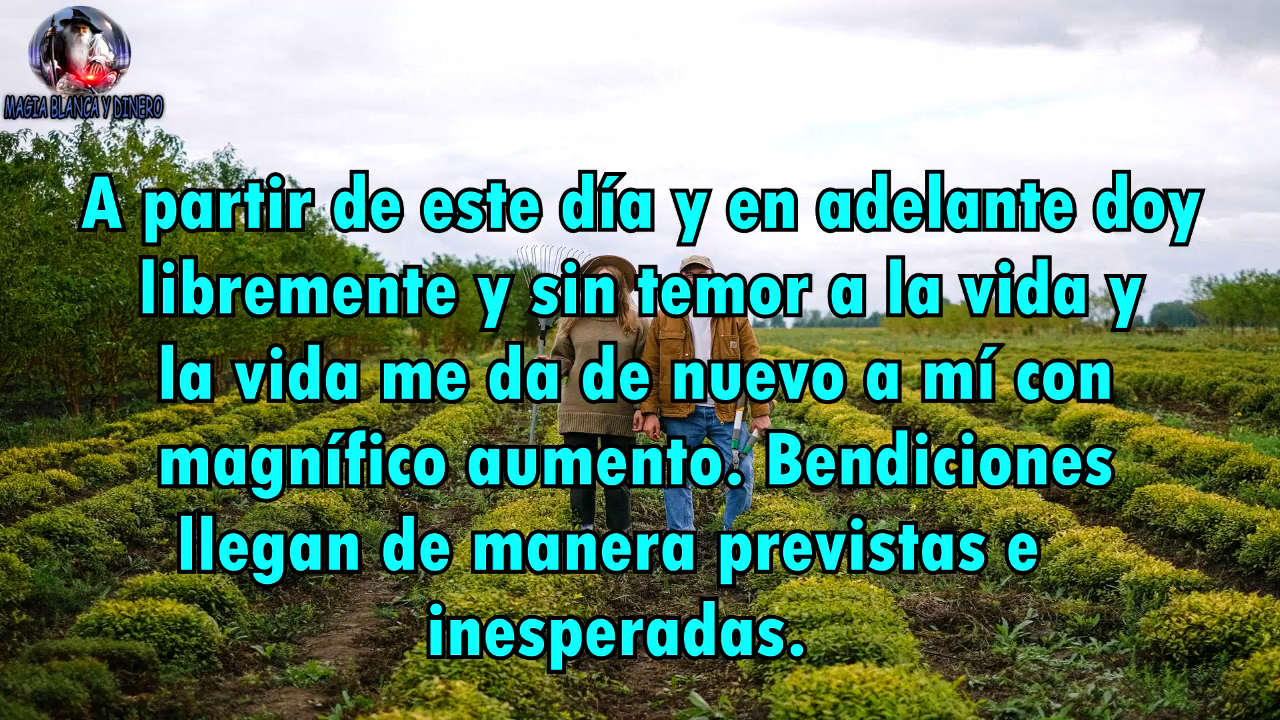 MAGIA BLANCA Y DINERO
A partir de este día y en adelante doy
libremente y sin temor a la vida y
la vida me da de nuevo a mí con
magnífico aumento. Bendiciones
llegan de manera previstas e
inesperadas.